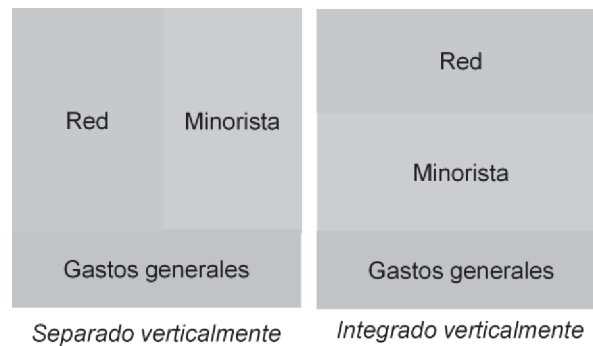 Red
Minorista
Gastos generales
Separado verticalmente
Red
Minorista
Gastos generales
Integrado verticalmente